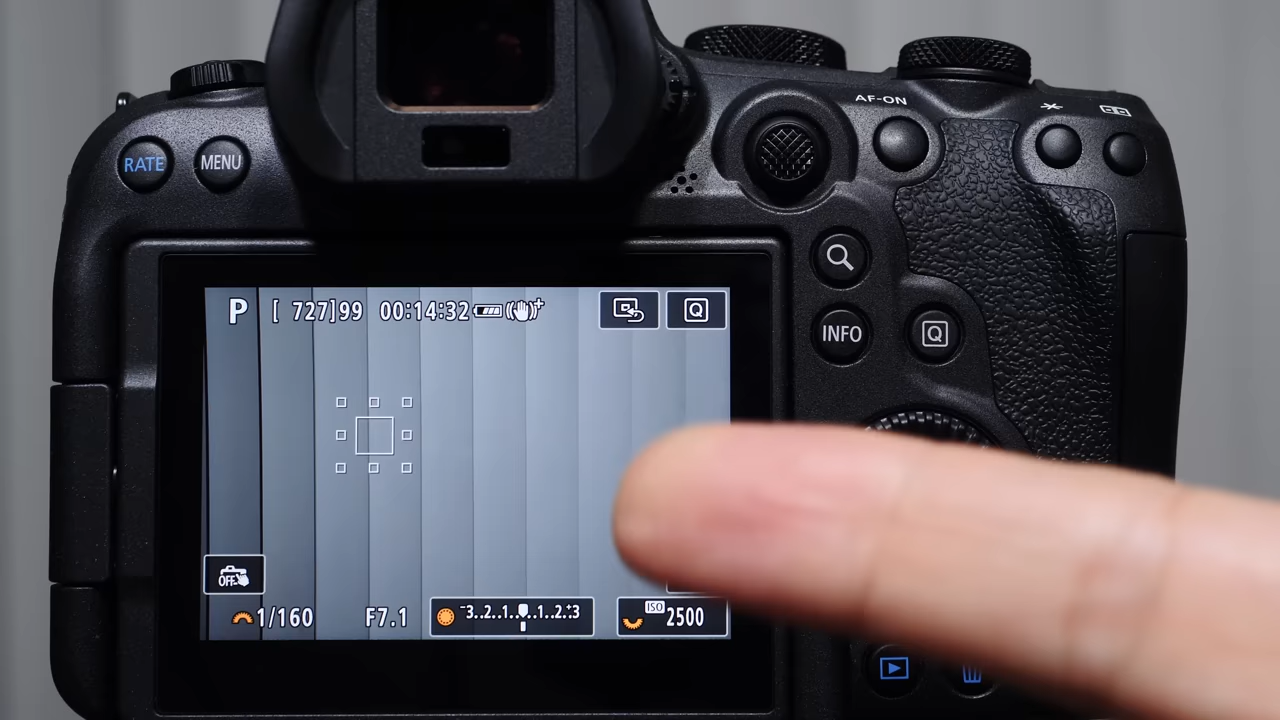 AF-ON
RATE
MENU
P [ 727]99 00:14:32
Q
INFO
Q
OFF
1/160 F7.1 -3..2..1....1..2.:+3 ISO 2500